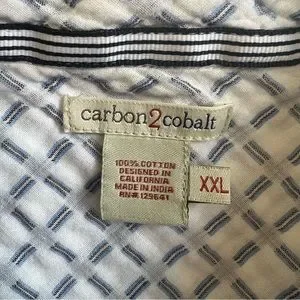 carbon2cobalt
100% COTTON
DESIGNED IN
CALIFORNIA
MADE IN INDIA
RN# 129641
XXL